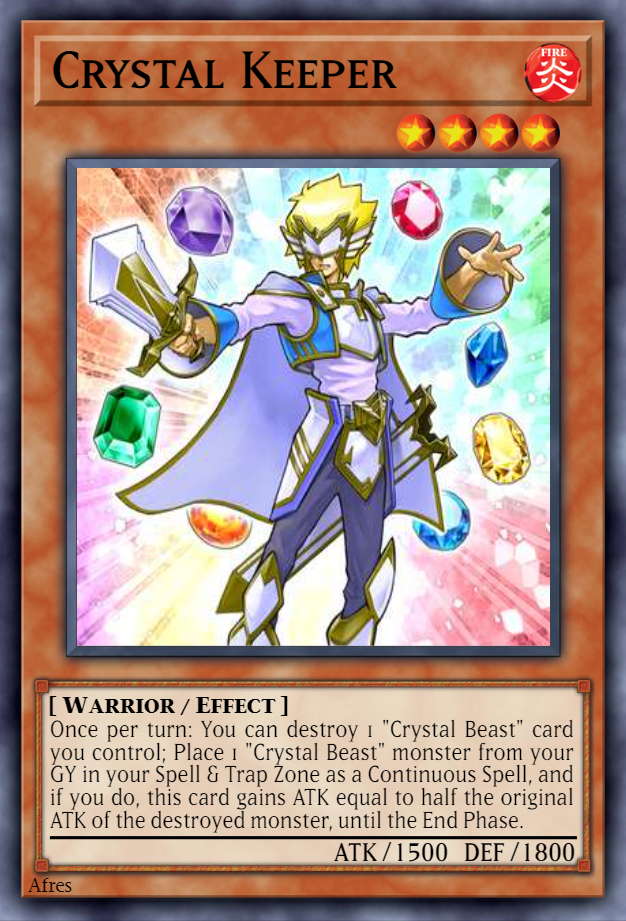 Crystal Keeper
FIRE
炎
[ Warrior / Effect ]
Once per turn: You can destroy 1 "Crystal Beast" card
you control; Place 1 "Crystal Beast" monster from your
GY in your Spell & Trap Zone as a Continuous Spell, and
if you do, this card gains ATK equal to half the original
ATK of the destroyed monster, until the End Phase.
ATK/1500 DEF/1800
Afres